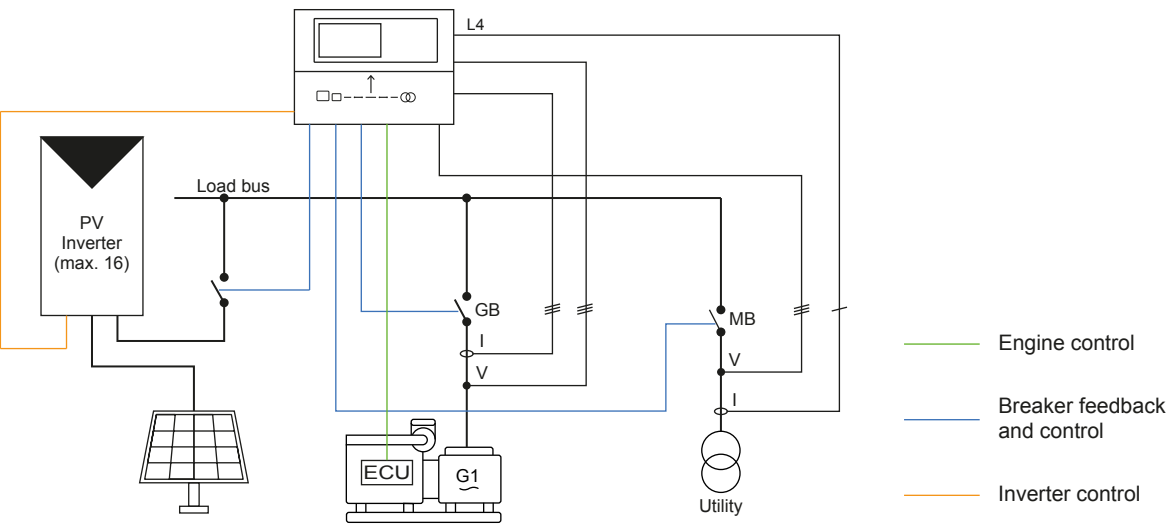 L4
Load bus
PV
Inverter
(max. 16)
GB
I
V
MB
V
I
ECU
G1
Utility
Engine control
Breaker feedback
and control
Inverter control